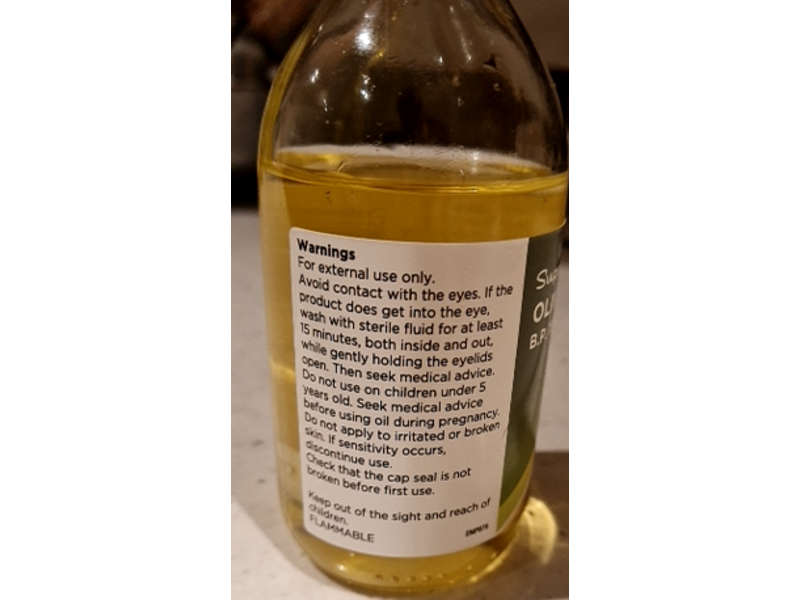 Warnings
For external use only.
Avoid contact with the eyes. If the
product does get into the eye,
wash with sterile fluid for at least
15 minutes, both inside and out,
while gently holding the eyelids
open. Then seek medical advice.
Do not use on children under 5
years old. Seek medical advice
before using oil during pregnancy.
Do not apply to irritated or broken
skin. If sensitivity occurs,
discontinue use.
Check that the cap seal is not
broken before first use.
Keep out of the sight and reach of
children.
FLAMMABLE
B.P.